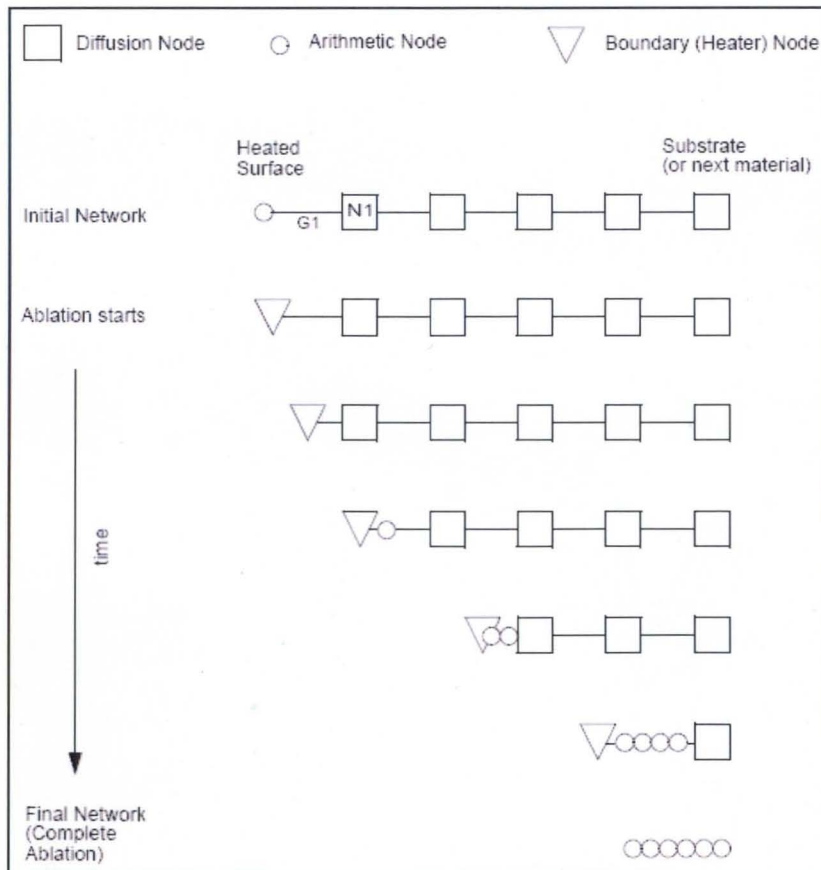 Diffusion Node
Arithmetic Node
Boundary (Heater) Node
Heated
Surface
Substrate
(or next material)
Initial Network
G1
N1
Ablation starts
time
Final Network
(Complete
Ablation)